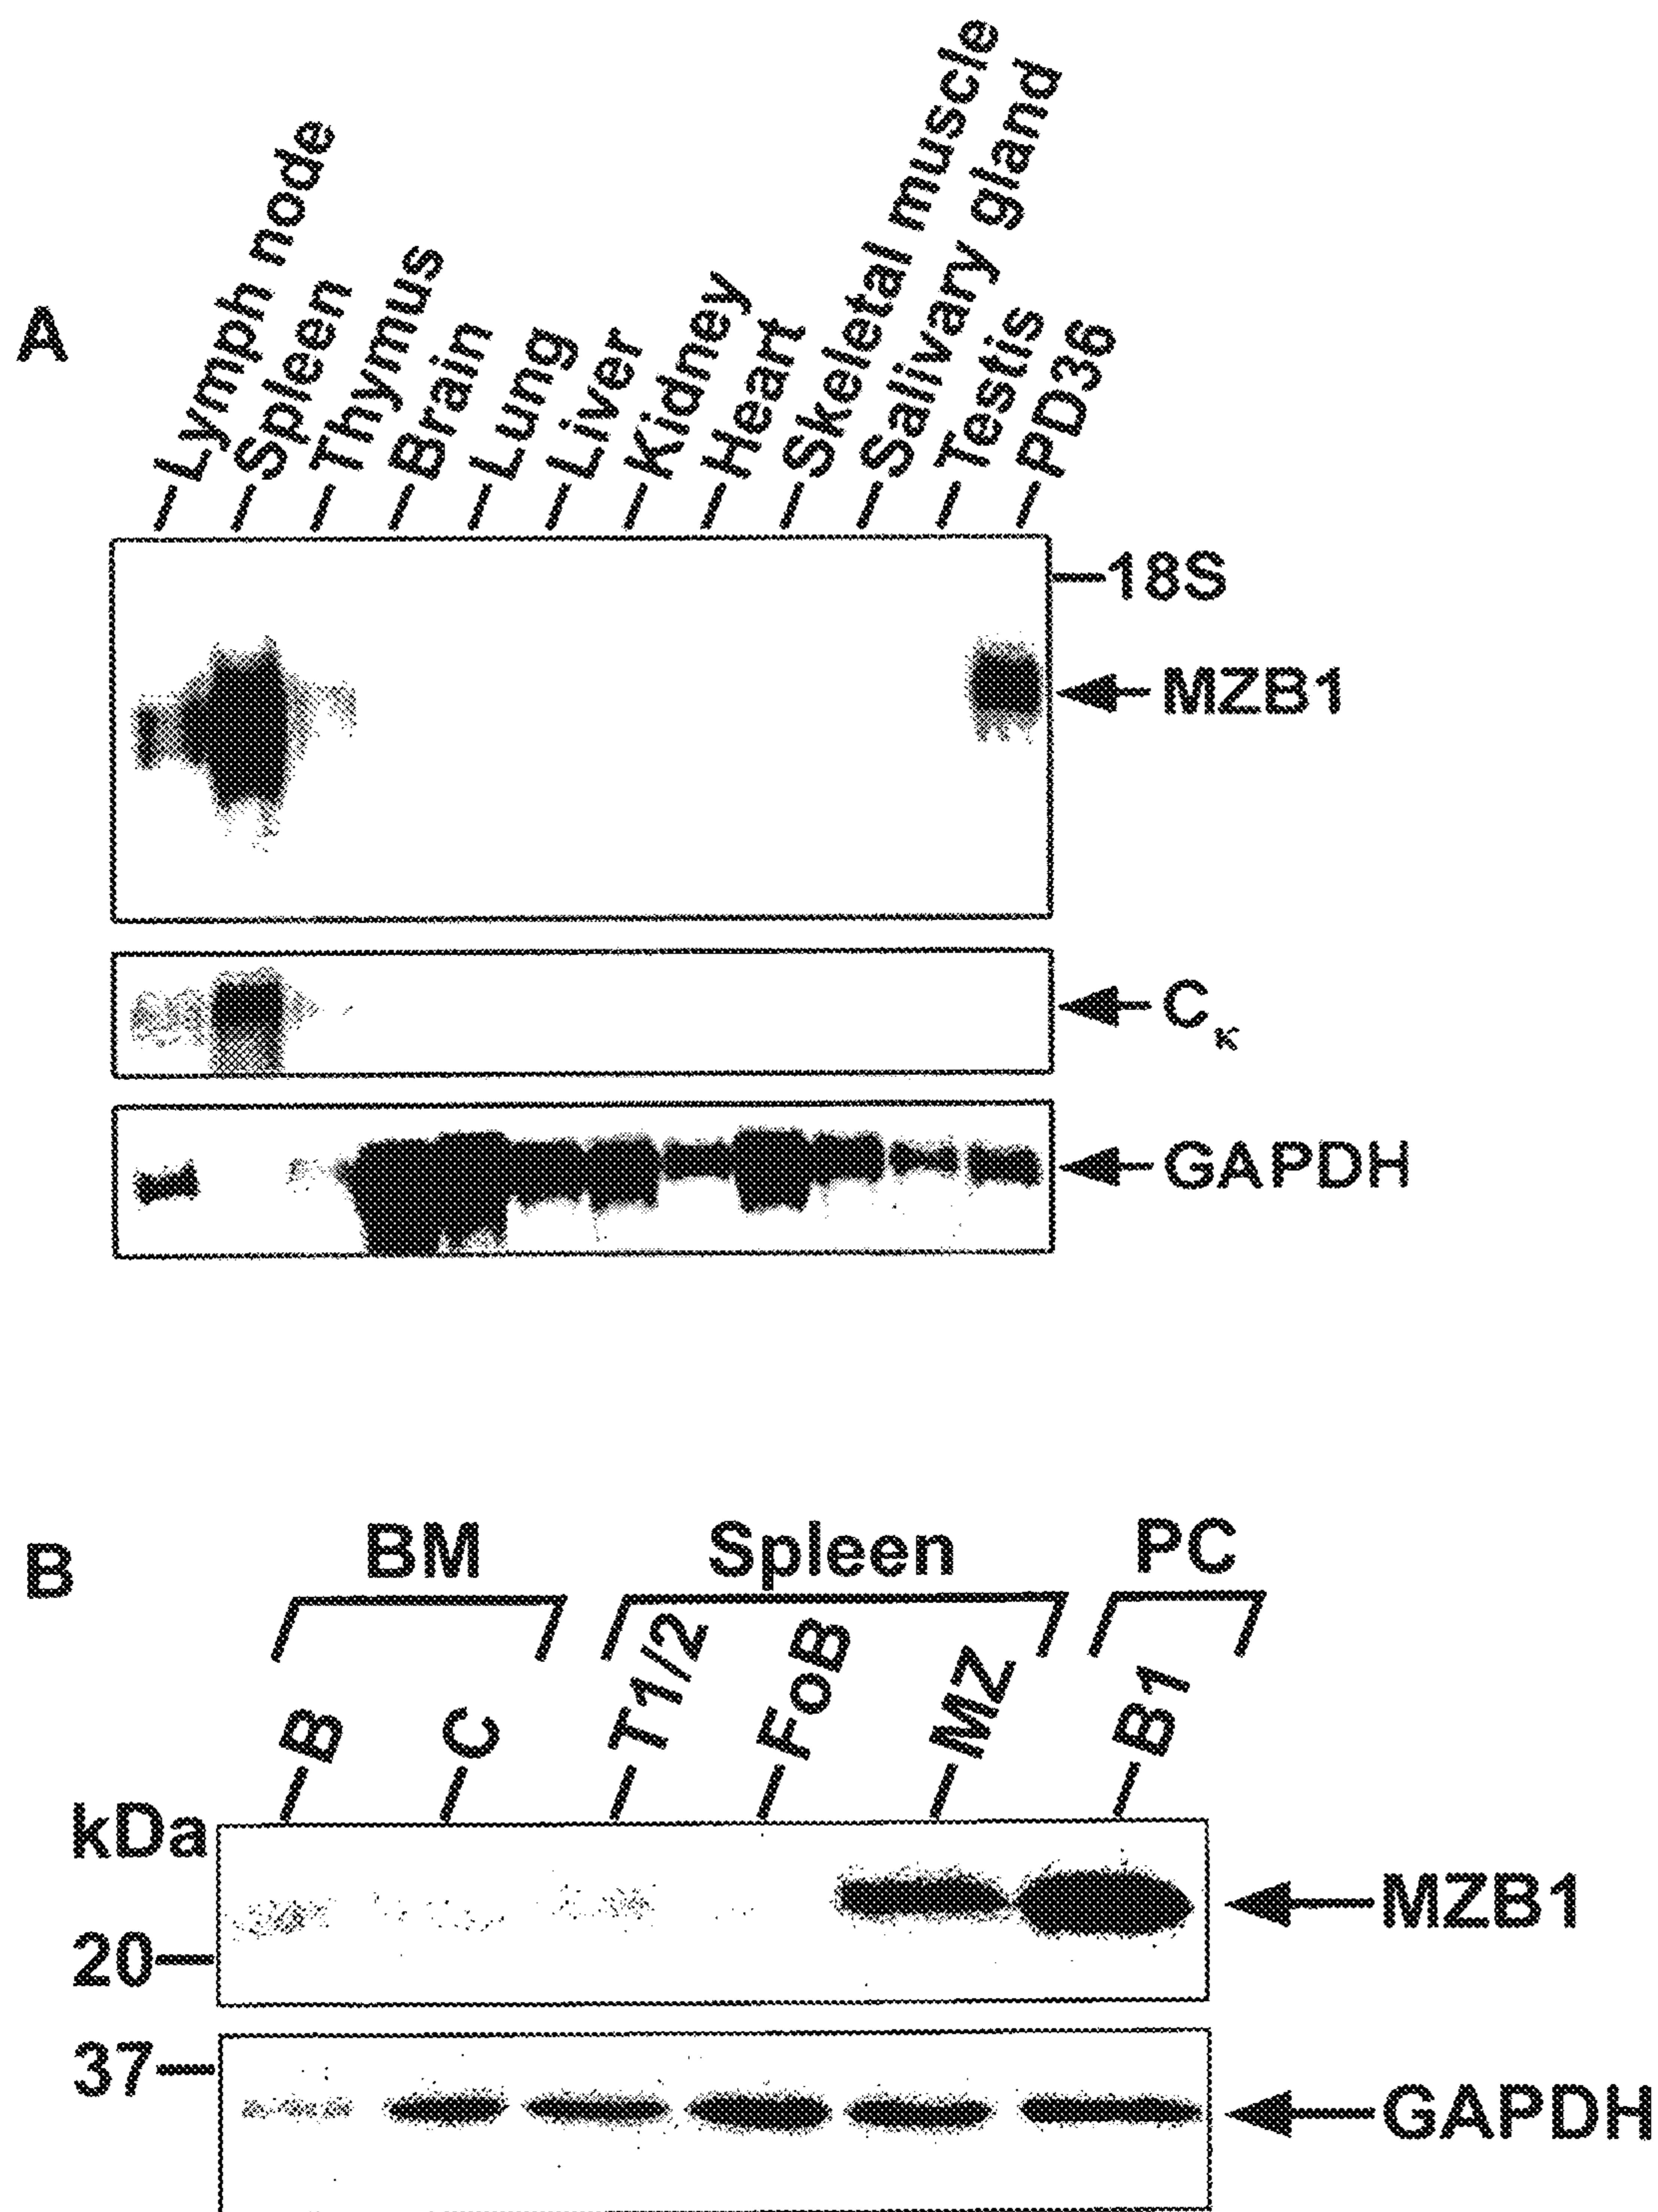 A
Lymph node
Spleen
Thymus
Brain
Lung
Liver
Kidney
Heart
Skeletal muscle
Salivary gland
Testis
PD36
18S
MZB1
Cκ
GAPDH
B
BM
Spleen
PC
B
C
T1/2
FoB
MZ
B1
kDa
MZB1
20
37
GAPDH